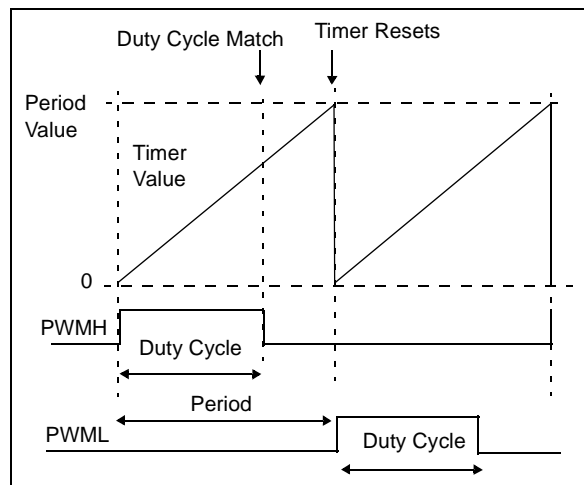 Duty Cycle Match
Timer Resets
Period
Value
Timer
Value
0
PWMH
Duty Cycle
Period
PWML
Duty Cycle